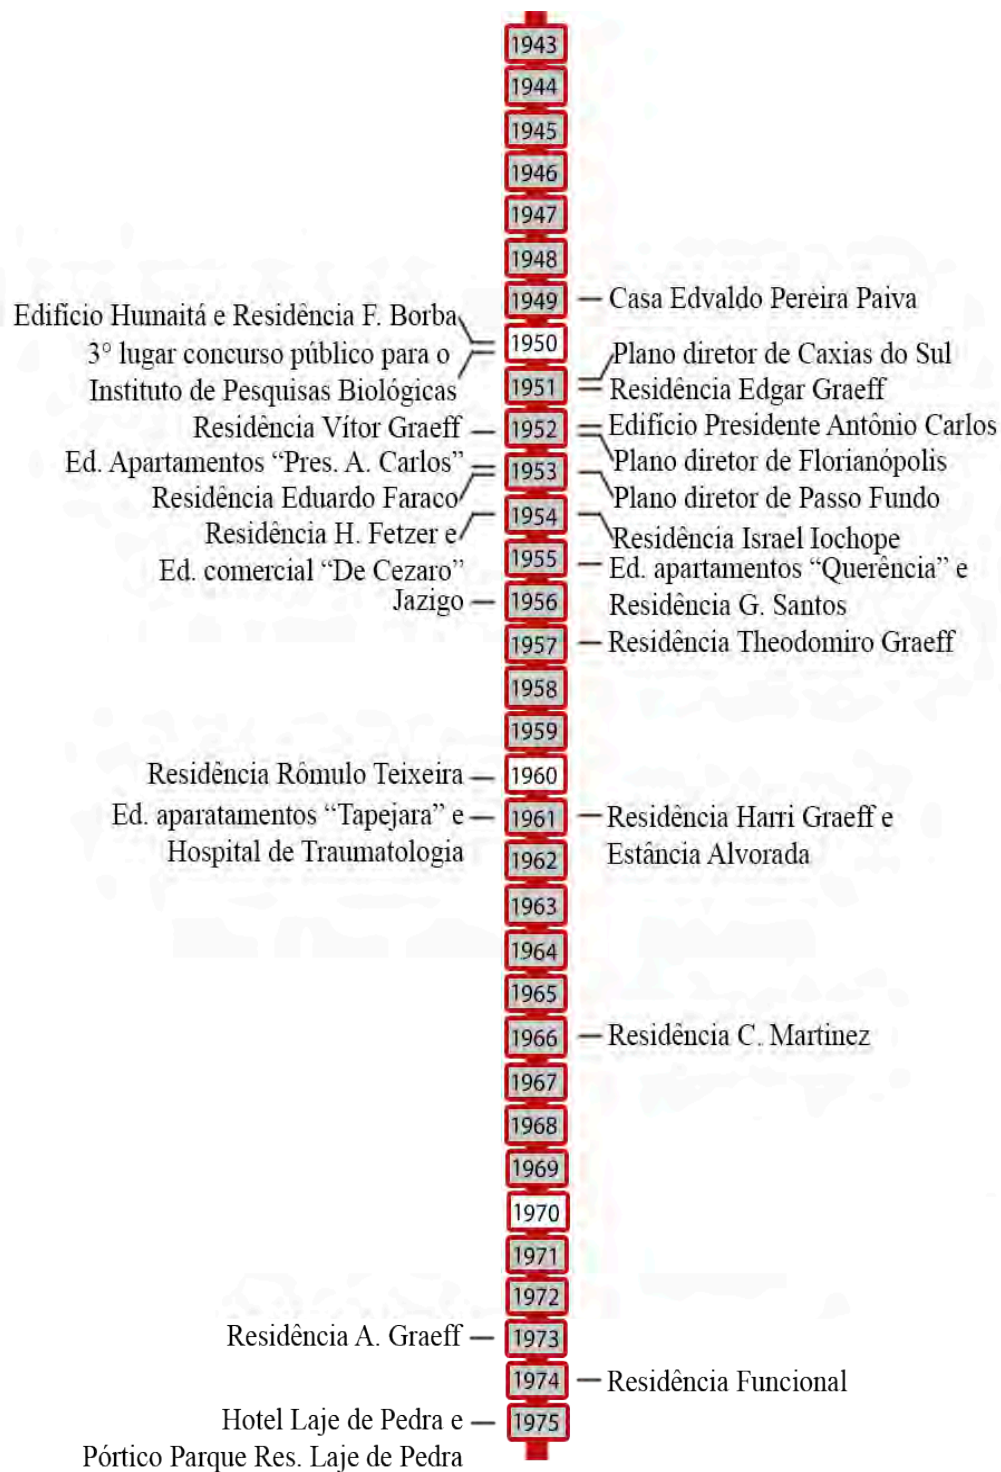 1943
1944
1945
1946
1947
1948
1949
Casa Edvaldo Pereira Paiva
Edifício Humaitá e Residência F. Borba
3° lugar concurso público para o
Instituto de Pesquisas Biológicas
1950
1951
Plano diretor de Caxias do Sul
Residência Edgar Graeff
Residência Vítor Graeff
1952
Edifício Presidente Antônio Carlos
Plano diretor de Florianópolis
Ed. Apartamentos “Pres. A. Carlos”
Residência Eduardo Faraco
1953
Plano diretor de Passo Fundo
Residência H. Fetzer e
Ed. comercial “De Cezaro”
1954
Residência Israel Iochope
1955
Ed. apartamentos “Querência” e
Residência G. Santos
Jazigo
1956
1957
Residência Theodomiro Graeff
1958
1959
Residência Rômulo Teixeira
1960
Ed. aparatamentos “Tapejara” e
Hospital de Traumatologia
1961
Residência Harri Graeff e
Estância Alvorada
1962
1963
1964
1965
1966
Residência C. Martinez
1967
1968
1969
1970
1971
1972
Residência A. Graeff
1973
1974
Residência Funcional
Hotel Laje de Pedra e
Pórtico Parque Res. Laje de Pedra
1975